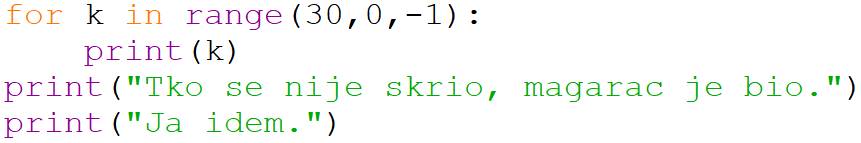 for k in range(30,0,-1):
    print(k)
print("Tko se nije skrio, magarac je bio.")
print("Ja idem.")